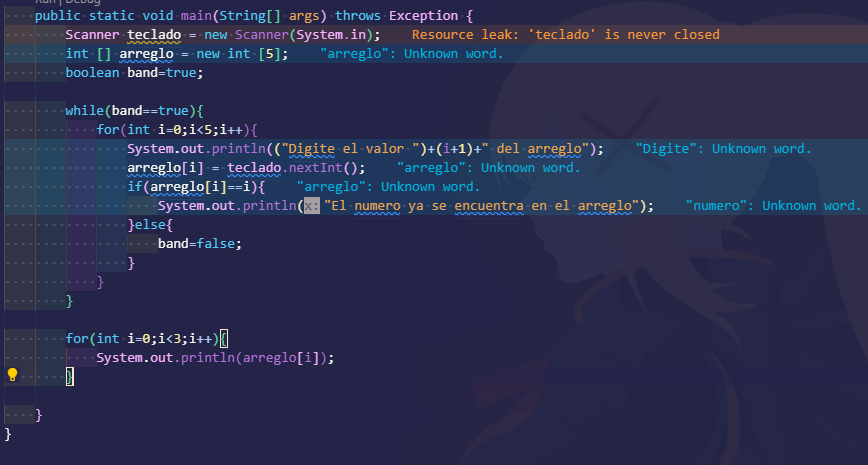 Run | Debug
public static void main(String[] args) throws Exception {
Scanner teclado = new Scanner(System.in);    Resource leak: 'teclado' is never closed
int [] arreglo = new int [5];    "arreglo": Unknown word.
boolean band=true;
while(band==true){
for(int i=0;i<5;i++){
System.out.println(("Digite el valor ")+(i+1)+" del arreglo");    "Digite": Unknown word.
arreglo[i] = teclado.nextInt();    "arreglo": Unknown word.
if(arreglo[i]==i){    "arreglo": Unknown word.
System.out.println(x: "El numero ya se encuentra en el arreglo");    "numero": Unknown word.
}else{
band=false;
}
}
}
for(int i=0;i<3;i++){
System.out.println(arreglo[i]);
}
}
}